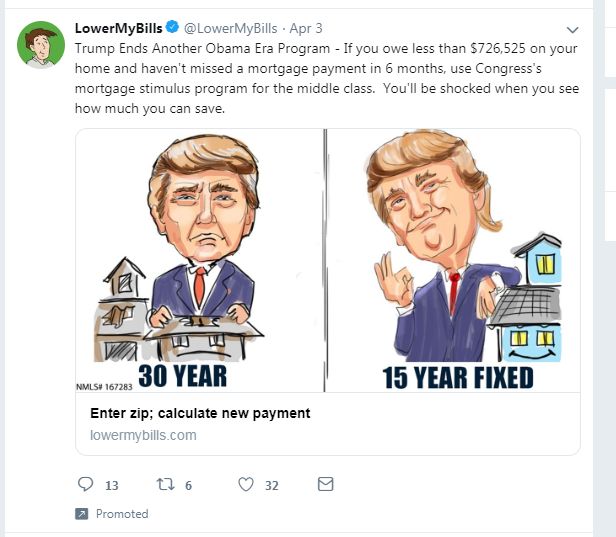 LowerMyBills @LowerMyBills · Apr 3
Trump Ends Another Obama Era Program - If you owe less than $726,525 on your
home and haven't missed a mortgage payment in 6 months, use Congress's
mortgage stimulus program for the middle class. You'll be shocked when you see
how much you can save.
NMLS# 167283
30 YEAR
15 YEAR FIXED
Enter zip; calculate new payment
lowermybills.com
13 6 32
Promoted